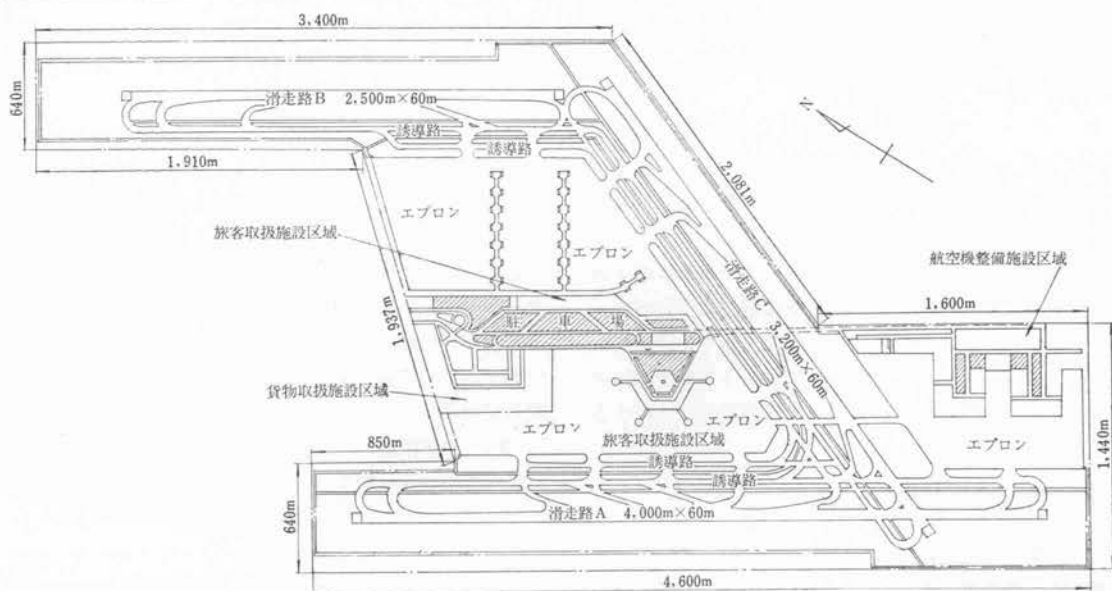 3.400m
640m
滑走路B 2.500m×60m
誘導路
誘導路
N
1.910m
2.081m
エプロン
旅客取扱施設区域
エプロン
航空機整備施設区域
滑走路C 3.200m×60m
1.600m
1.937m
駐車場
貨物取扱施設区域
エプロン
エプロン
エプロン
850m
旅客取扱施設区域
誘導路
誘導路
1.440m
640m
滑走路A 4.000m×60m
4.600m